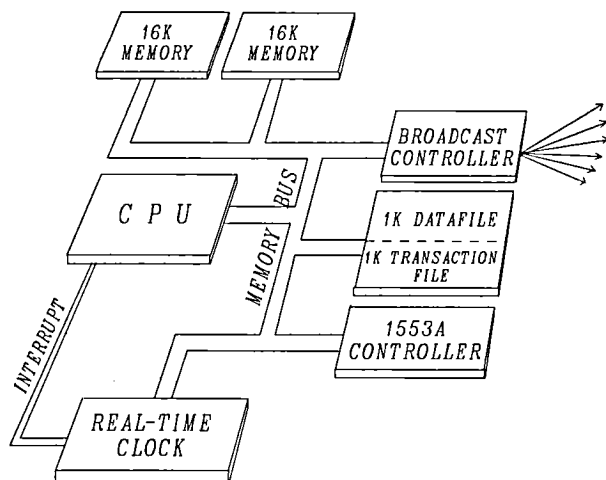 16K
MEMORY
16K
MEMORY
BROADCAST
CONTROLLER
BUS
CPU
1K DATAFILE
1K TRANSACTION
FILE
MEMORY
1553A
CONTROLLER
INTERRUPT
REAL-TIME
CLOCK